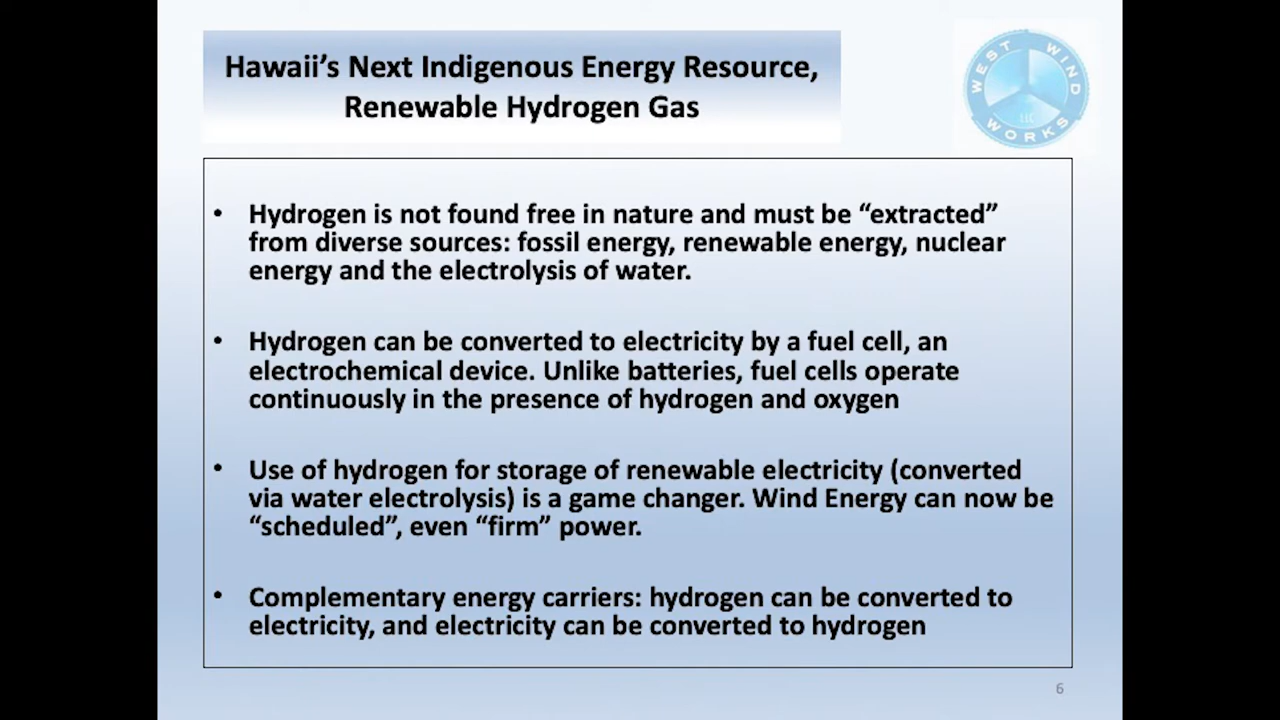 Hawaii’s Next Indigenous Energy Resource,
Renewable Hydrogen Gas
WEST WIND
WORKS
LLC
• Hydrogen is not found free in nature and must be “extracted”
from diverse sources: fossil energy, renewable energy, nuclear
energy and the electrolysis of water.
• Hydrogen can be converted to electricity by a fuel cell, an
electrochemical device. Unlike batteries, fuel cells operate
continuously in the presence of hydrogen and oxygen
• Use of hydrogen for storage of renewable electricity (converted
via water electrolysis) is a game changer. Wind Energy can now be
“scheduled”, even “firm” power.
• Complementary energy carriers: hydrogen can be converted to
electricity, and electricity can be converted to hydrogen
6